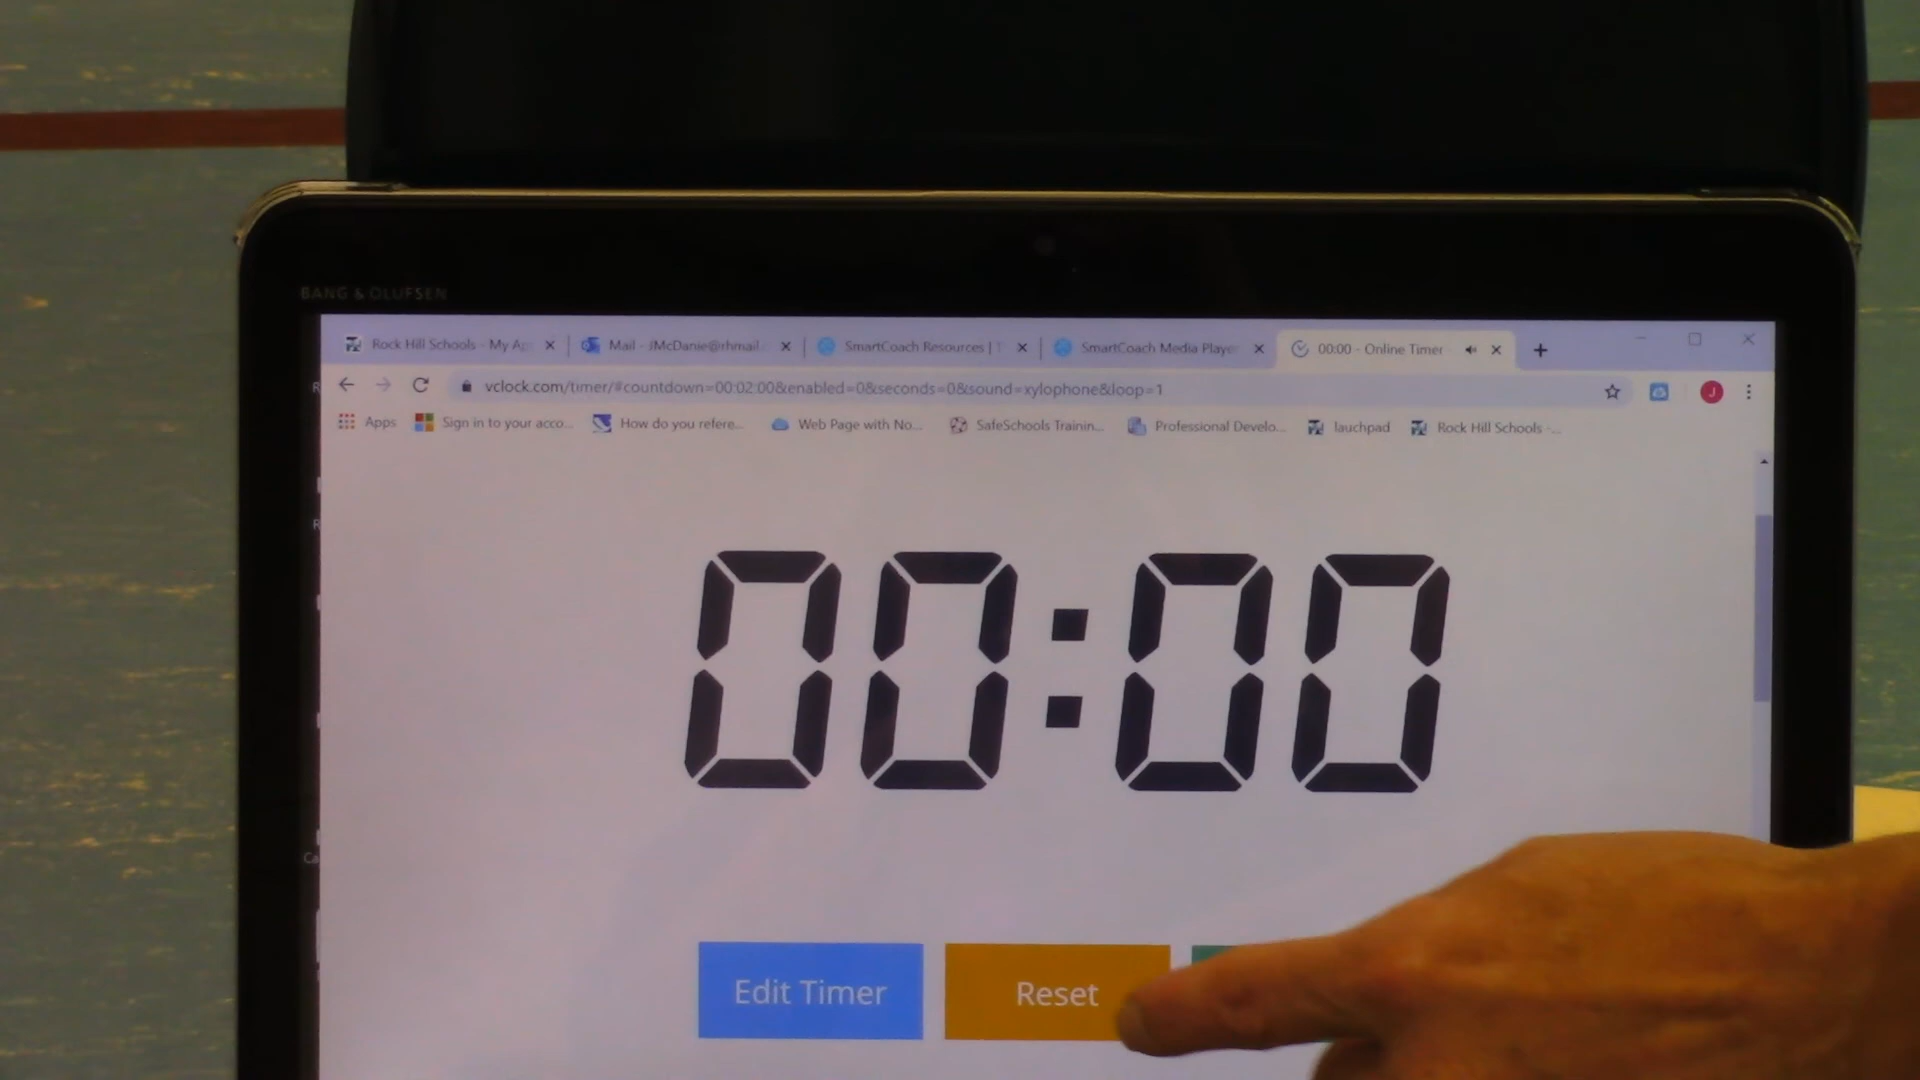 BANG & OLUFSEN
Rock Hill Schools - My Ap
Mail - JMcDanie@rhmail.
SmartCoach Resources | T
SmartCoach Media Player
00:00 - Online Timer
vclock.com/timer/#countdown=00:02:00&enabled=0&seconds=0&sound=xylophone&loop=1
J
Apps
Sign in to your acco...
How do you refere...
Web Page with No...
SafeSchools Trainin...
Professional Develo...
lauchpad
Rock Hill Schools -...
R
R
00:00
Ca
Edit Timer
Reset